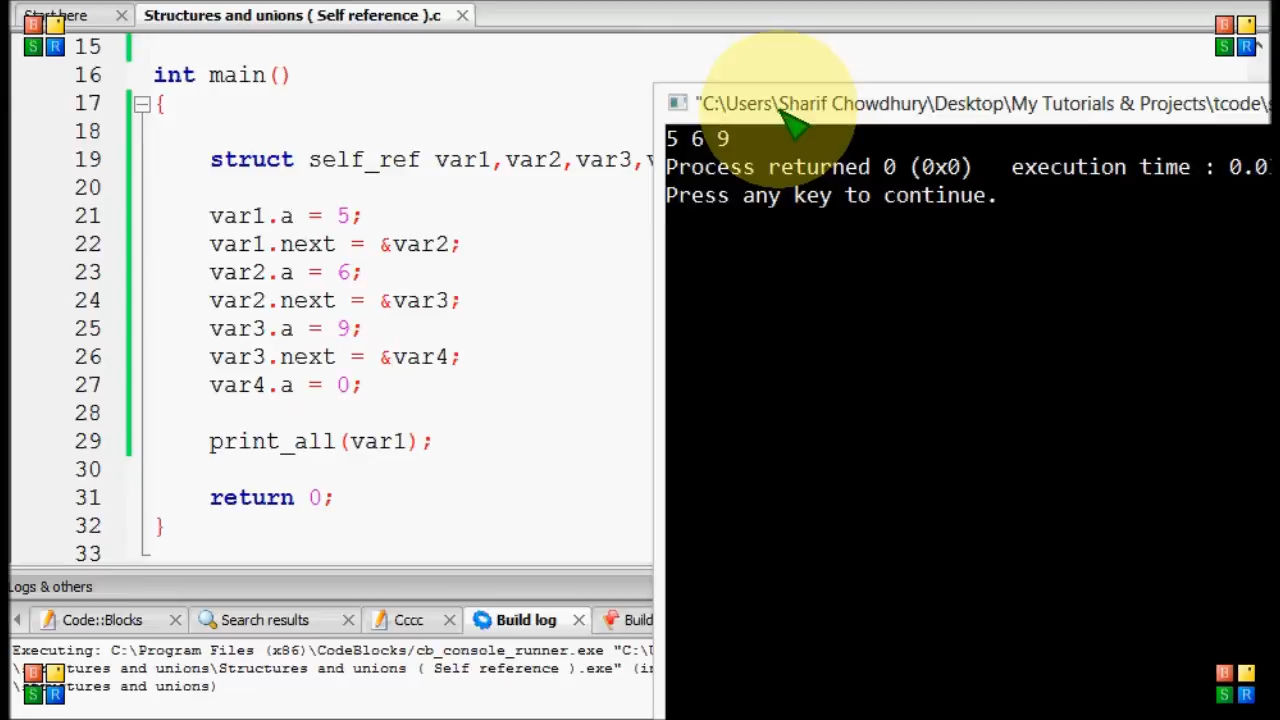 Start here
Structures and unions ( Self reference ).c
B
S R
B
S R
15
16 int main()
17 {
18
19 struct self_ref var1,var2,var3,
20
21 var1.a = 5;
22 var1.next = &var2;
23 var2.a = 6;
24 var2.next = &var3;
25 var3.a = 9;
26 var3.next = &var4;
27 var4.a = 0;
28
29 print_all(var1);
30
31 return 0;
32 }
33
"C:\Users\Sharif Chowdhury\Desktop\My Tutorials & Projects\tcode\
5 6 9
Process returned 0 (0x0) execution time : 0.0
Press any key to continue.
Logs & others
Code::Blocks
Search results
Cccc
Build log
Build
Executing: C:\Program Files (x86)\CodeBlocks/cb_console_runner.exe "C:\U
tures and unions\Structures and unions ( Self reference ).exe" (in
tures and unions)
B
S R
B
S R